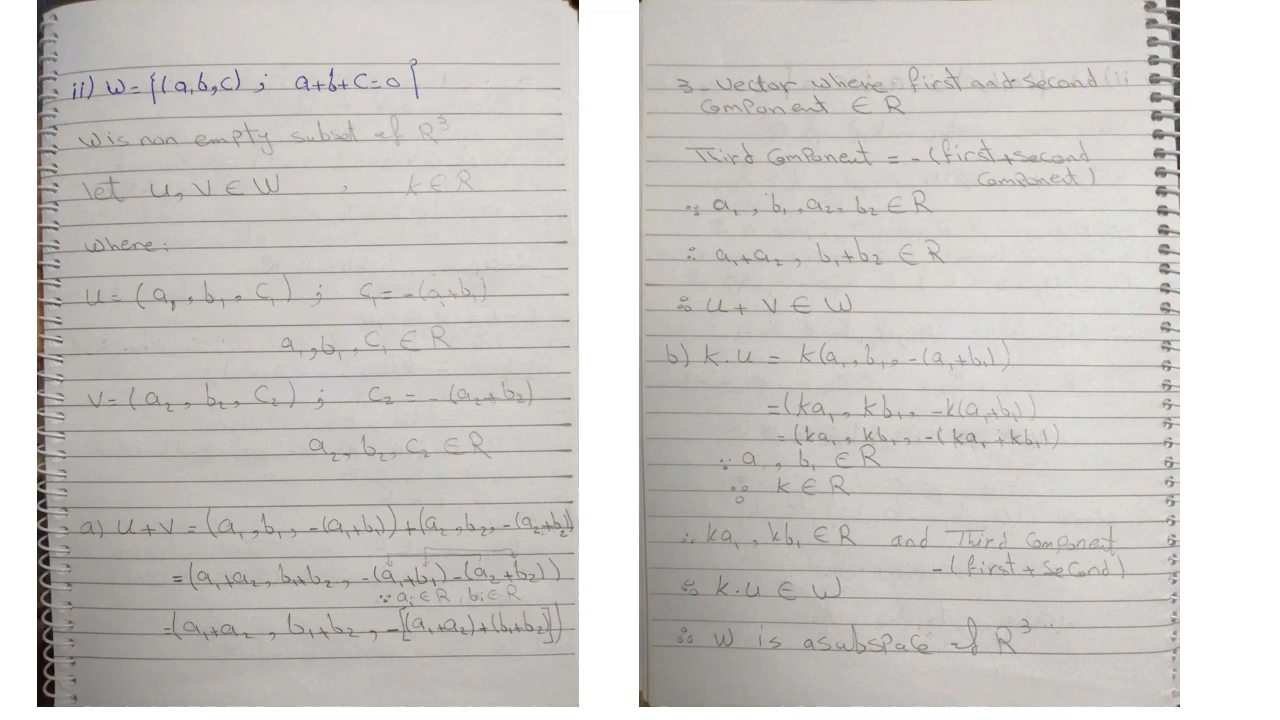 ii) W = {(a,b,c) ; a+b+c=0}
W is non empty subset of R³
let u, v ∈ W , k ∈ R
where:
u = (a₁, b₁, c₁) ; c₁ = -(a₁+b₁)
a₁, b₁, c₁ ∈ R
v = (a₂, b₂, c₂) ; c₂ = -(a₂+b₂)
a₂, b₂, c₂ ∈ R
a) u+v = (a₁, b₁, -(a₁+b₁)) + (a₂, b₂, -(a₂+b₂))
= (a₁+a₂, b₁+b₂, -(a₁+b₁)-(a₂+b₂))
∵ aᵢ ∈ R, bᵢ ∈ R
= (a₁+a₂, b₁+b₂, -[(a₁+a₂)+(b₁+b₂)])
3-vector where first and second
Component ∈ R
Third Component = -(first+second
Component)
∵ a₁, b₁, a₂, b₂ ∈ R
∴ a₁+a₂, b₁+b₂ ∈ R
∴ u + v ∈ W
b) k.u = k(a₁, b₁, -(a₁+b₁))
= (ka₁, kb₁, -k(a₁+b₁))
= (ka₁, kb₁, -(ka₁+kb₁))
∵ a, b₁ ∈ R
∵ k ∈ R
∴ ka₁, kb₁ ∈ R and Third Component
-(first+Second)
∴ k.u ∈ W
∴ W is a subspace of R³